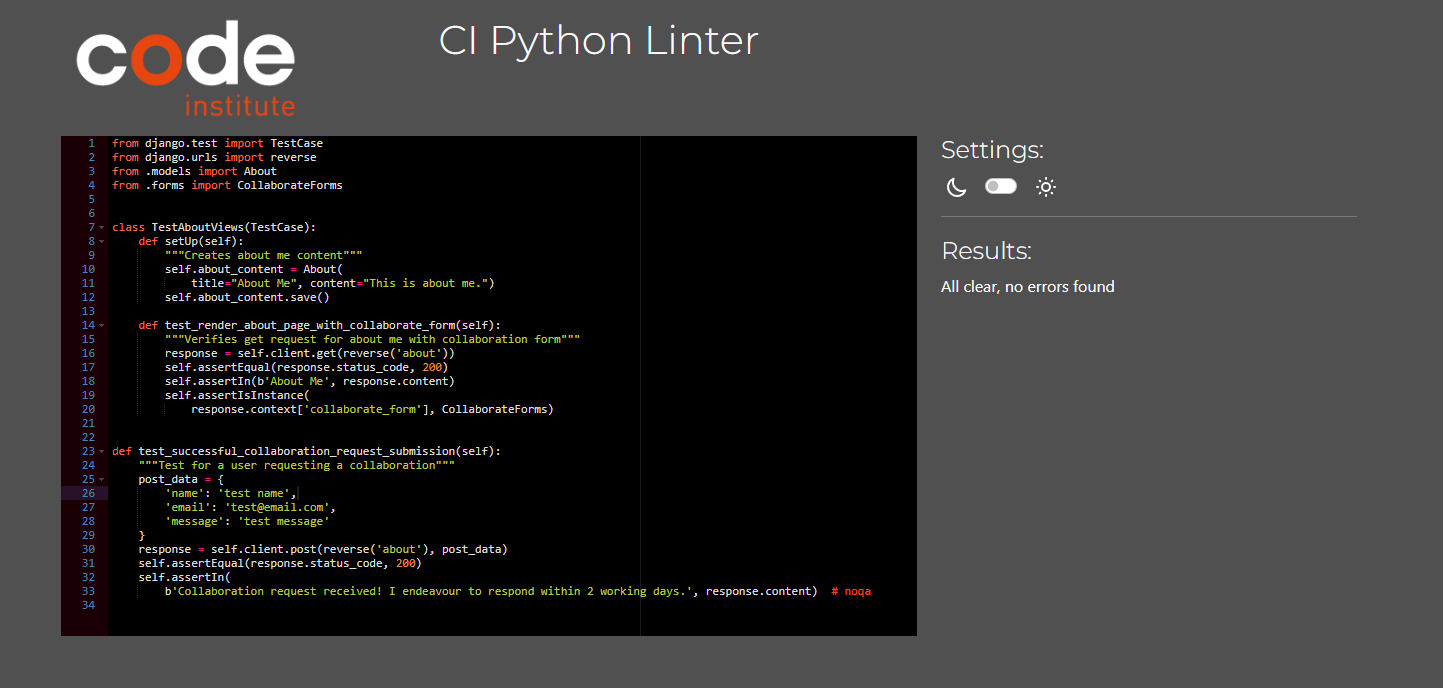 code
institute
CI Python Linter
1 from django.test import TestCase
2 from django.urls import reverse
3 from .models import About
4 from .forms import CollaborateForms
5
6
7 class TestAboutViews(TestCase):
8     def setUp(self):
9         """Creates about me content"""
10         self.about_content = About(
11             title="About Me", content="This is about me.")
12         self.about_content.save()
13
14     def test_render_about_page_with_collaborate_form(self):
15         """Verifies get request for about me with collaboration form"""
16         response = self.client.get(reverse('about'))
17         self.assertEqual(response.status_code, 200)
18         self.assertIn(b'About Me', response.content)
19         self.assertIsInstance(
20             response.context['collaborate_form'], CollaborateForms)
21
22
23 def test_successful_collaboration_request_submission(self):
24     """Test for a user requesting a collaboration"""
25     post_data = {
26         'name': 'test name',
27         'email': 'test@email.com',
28         'message': 'test message'
29     }
30     response = self.client.post(reverse('about'), post_data)
31     self.assertEqual(response.status_code, 200)
32     self.assertIn(
33         b'Collaboration request received! I endeavour to respond within 2 working days.', response.content)  # noqa
34
Settings:
Results:
All clear, no errors found